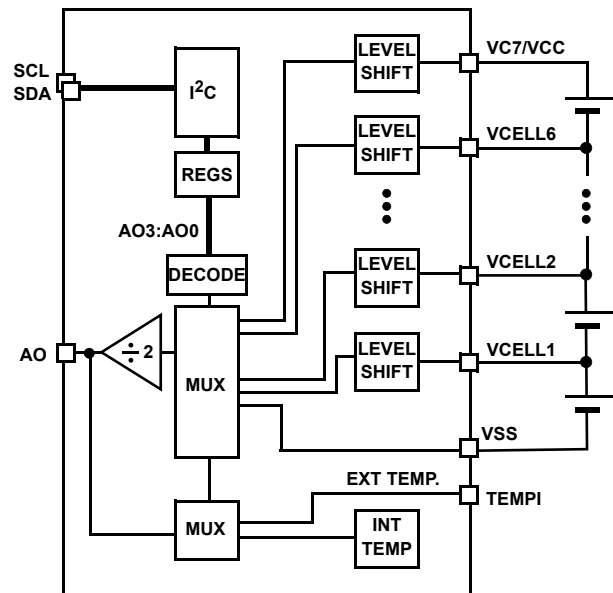 SCL
SDA
I²C
REGS
AO3:AO0
DECODE
AO
÷ 2
MUX
MUX
LEVEL
SHIFT
VC7/VCC
LEVEL
SHIFT
VCELL6
LEVEL
SHIFT
VCELL2
LEVEL
SHIFT
VCELL1
VSS
EXT TEMP.
TEMPI
INT
TEMP